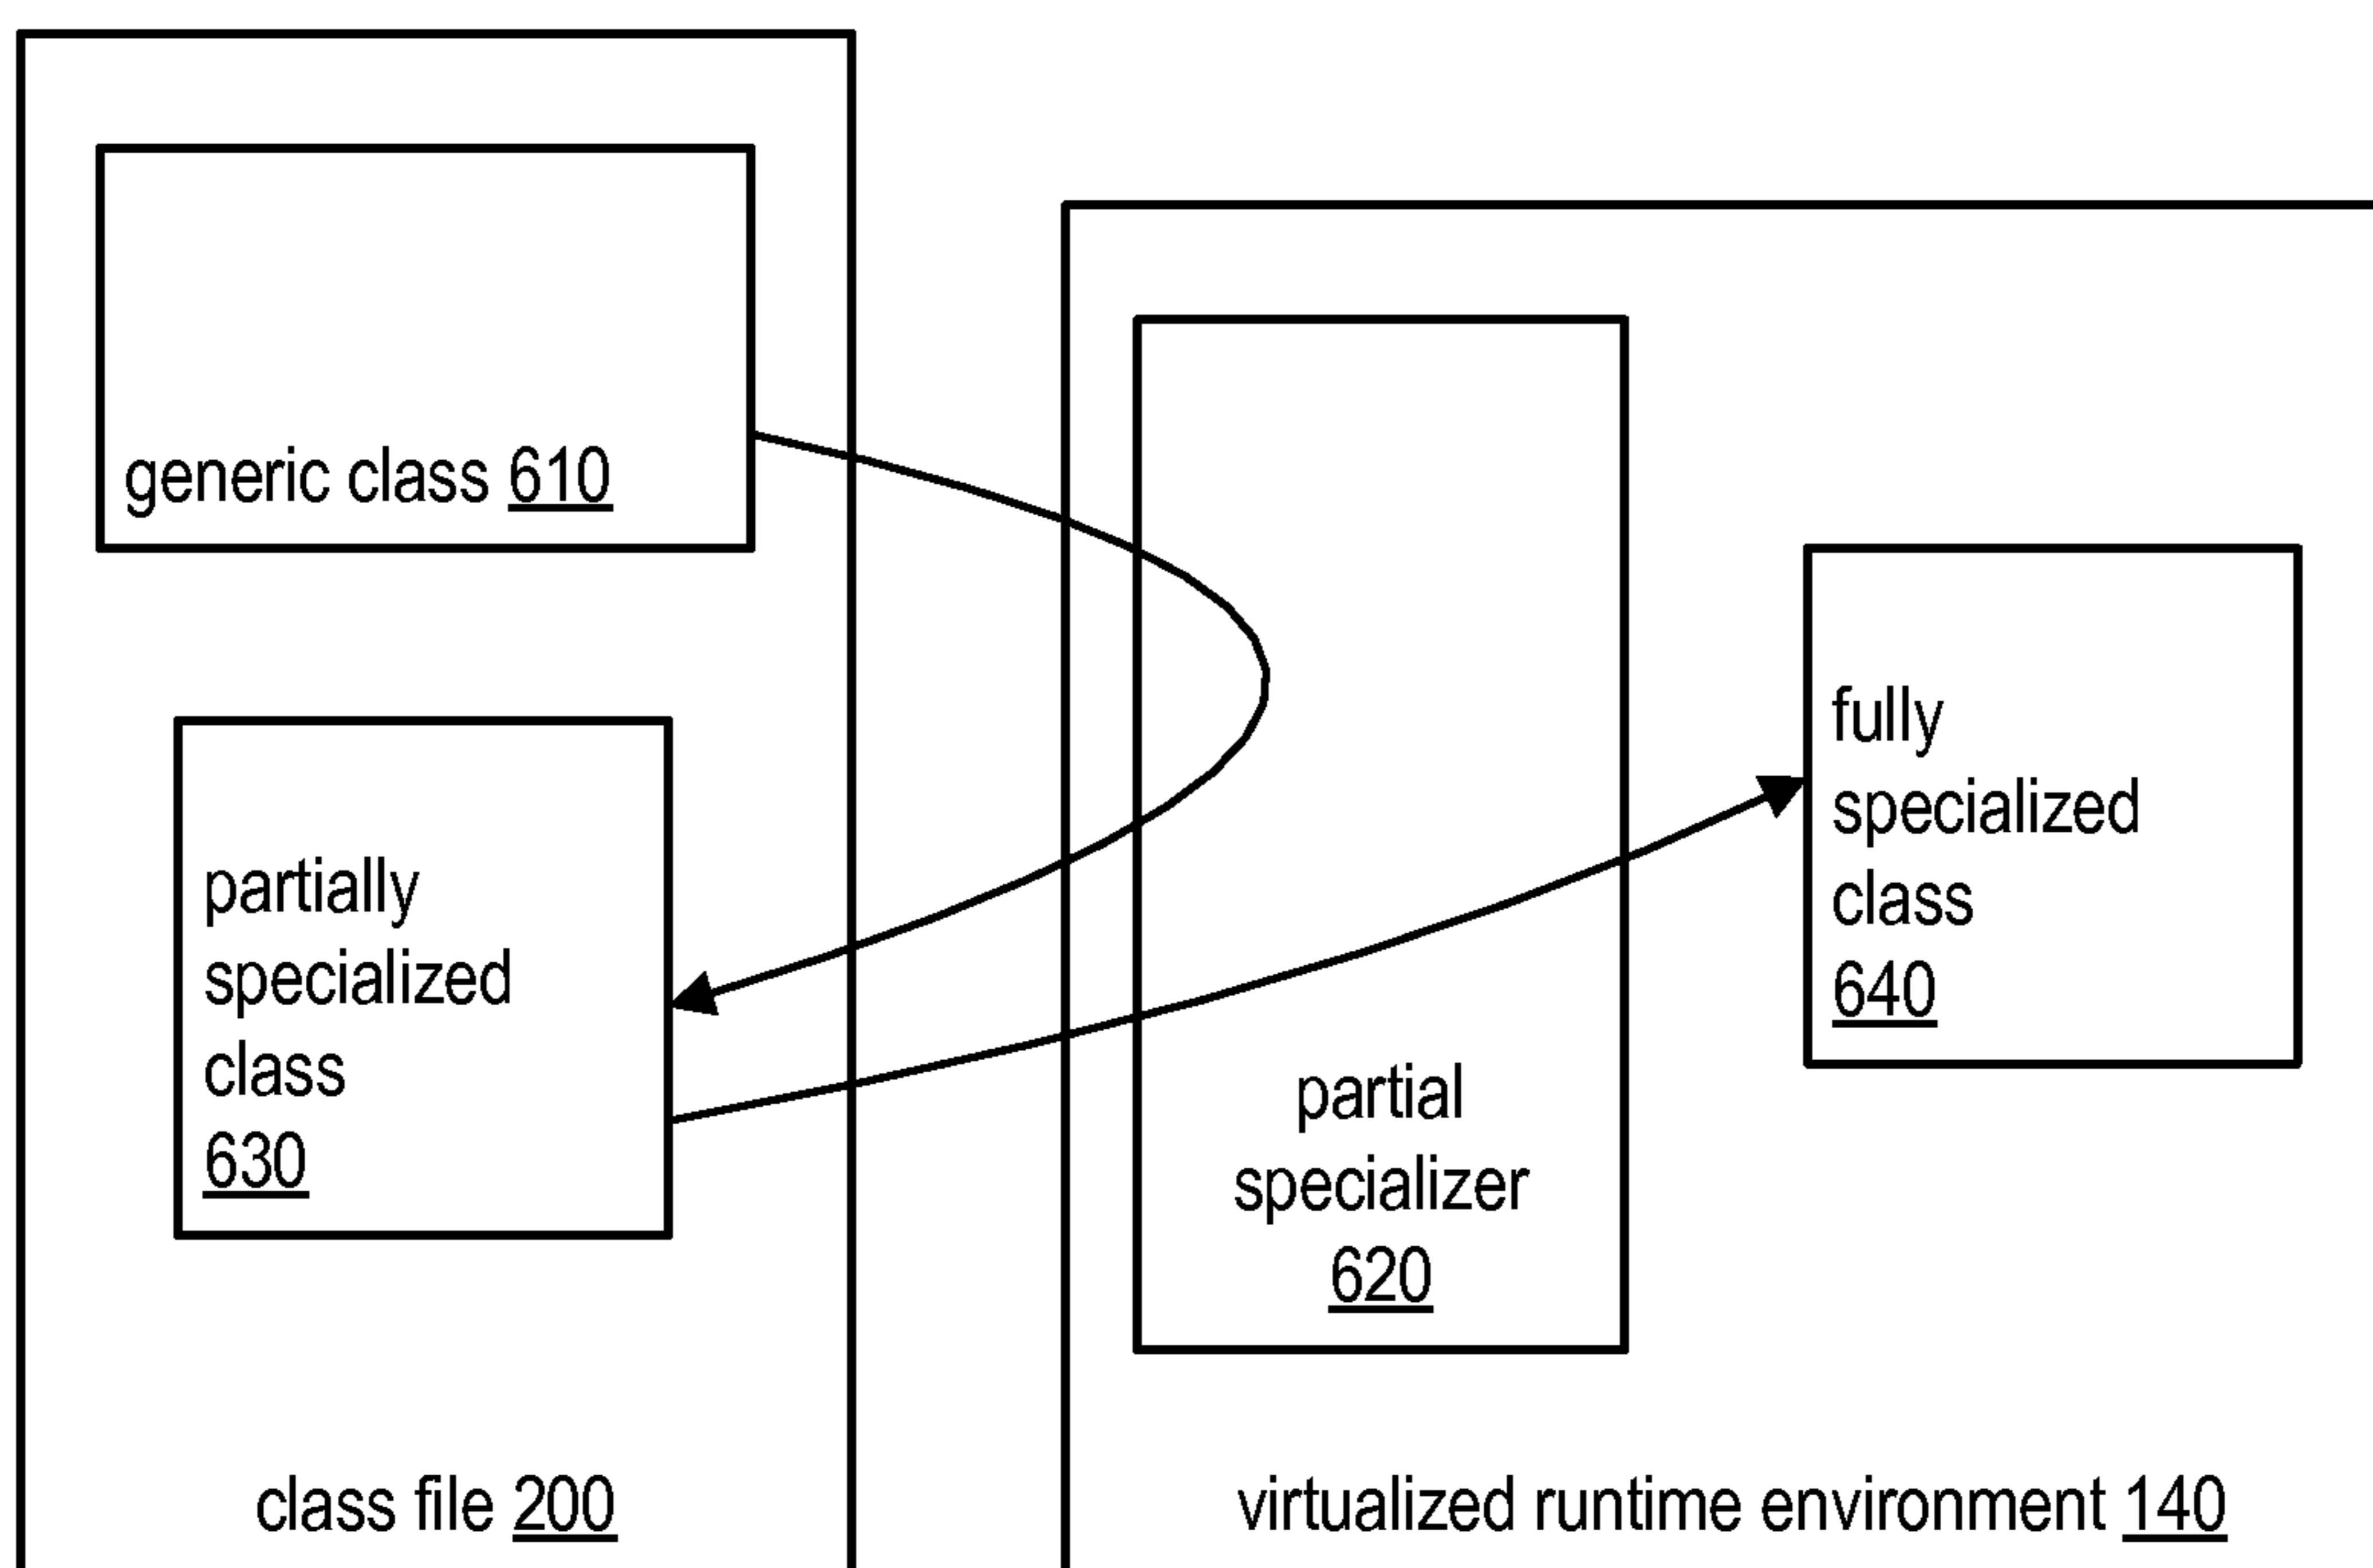 generic class 610
partially
specialized
class
630
partial
specializer
620
fully
specialized
class
640
class file 200
virtualized runtime environment 140